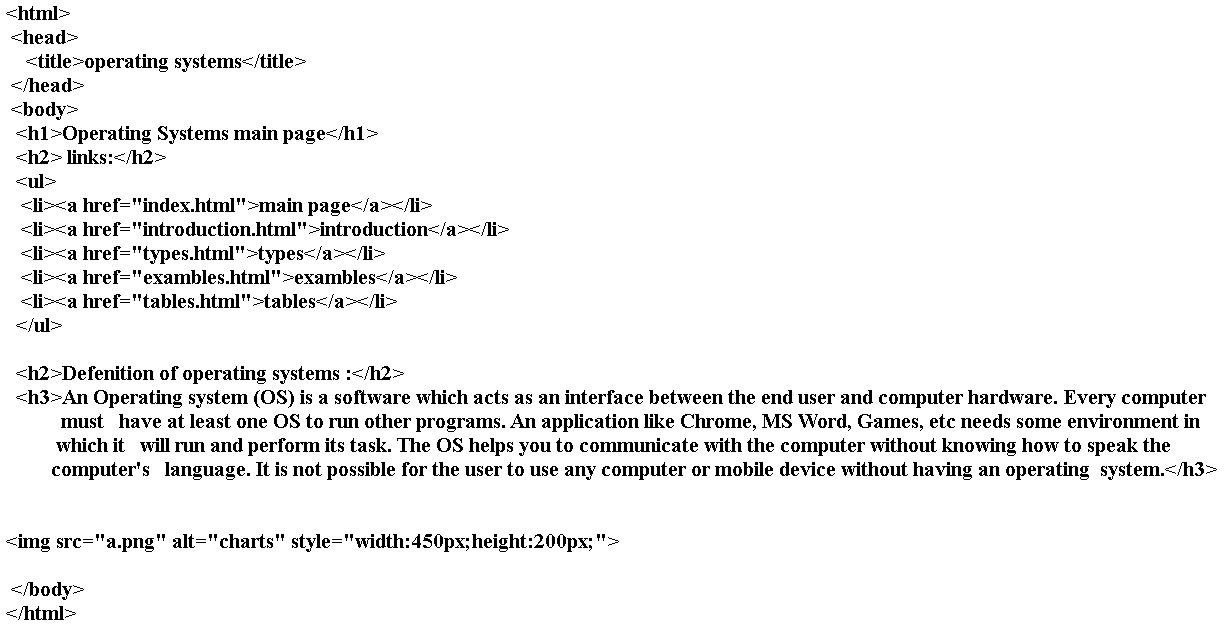 <html>
<head>
<title>operating systems</title>
</head>
<body>
<h1>Operating Systems main page</h1>
<h2> links:</h2>
<ul>
<li><a href="index.html">main page</a></li>
<li><a href="introduction.html">introduction</a></li>
<li><a href="types.html">types</a></li>
<li><a href="exambles.html">exambles</a></li>
<li><a href="tables.html">tables</a></li>
</ul>
<h2>Defenition of operating systems :</h2>
<h3>An Operating system (OS) is a software which acts as an interface between the end user and computer hardware. Every computer
must   have at least one OS to run other programs. An application like Chrome, MS Word, Games, etc needs some environment in
which it   will run and perform its task. The OS helps you to communicate with the computer without knowing how to speak the
computer's   language. It is not possible for the user to use any computer or mobile device without having an operating  system.</h3>
<img src="a.png" alt="charts" style="width:450px;height:200px;">
</body>
</html>